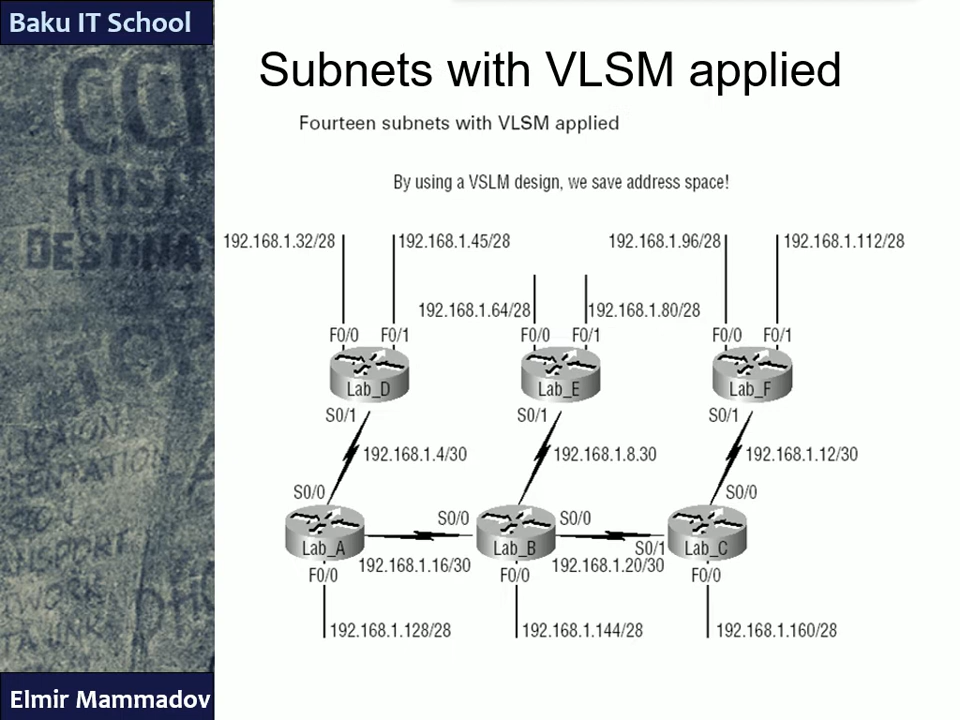 Baku IT School
Subnets with VLSM applied
Fourteen subnets with VLSM applied
By using a VSLM design, we save address space!
192.168.1.32/28 192.168.1.45/28 192.168.1.96/28 192.168.1.112/28
192.168.1.64/28 192.168.1.80/28
F0/0 F0/1 F0/0 F0/1 F0/0 F0/1
Lab_D Lab_E Lab_F
S0/1 S0/1 S0/1
192.168.1.4/30 192.168.1.8.30 192.168.1.12/30
S0/0 S0/0
S0/0 S0/0
Lab_A Lab_B S0/1 Lab_C
192.168.1.16/30 192.168.1.20/30
F0/0 F0/0 F0/0
192.168.1.128/28 192.168.1.144/28 192.168.1.160/28
Elmir Mammadov